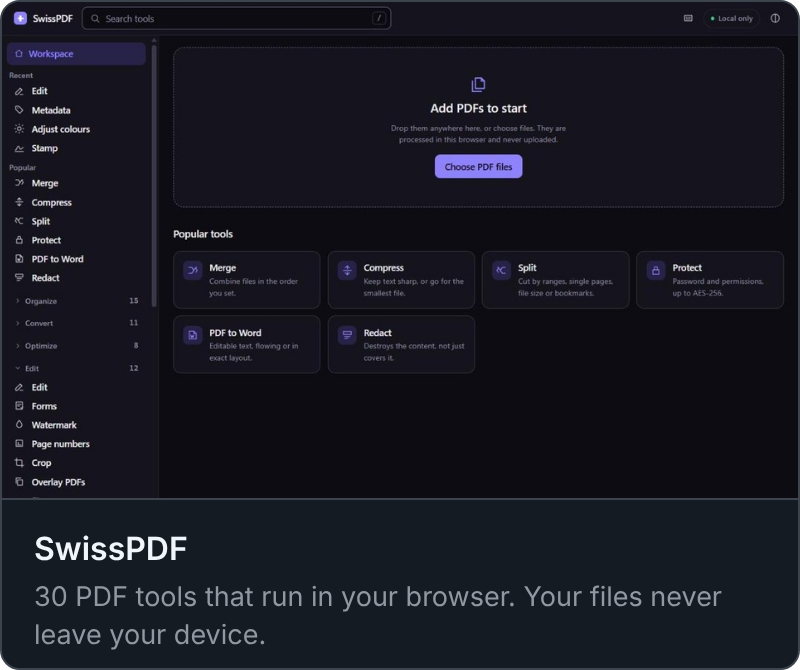 SwissPDF
Search tools
/
Local only
Workspace
Recent
Edit
Metadata
Adjust colours
Stamp
Popular
Merge
Compress
Split
Protect
PDF to Word
Redact
Organize 15
Convert 11
Optimize 8
Edit 12
Edit
Forms
Watermark
Page numbers
Crop
Overlay PDFs
Add PDFs to start
Drop them anywhere here, or choose files. They are
processed in this browser and never uploaded.
Choose PDF files
Popular tools
Merge
Combine files in the order
you set.
Compress
Keep text sharp, or go for the
smallest file.
Split
Cut by ranges, single pages,
file size or bookmarks.
Protect
Password and permissions,
up to AES-256.
PDF to Word
Editable text, flowing or in
exact layout.
Redact
Destroys the content, not just
covers it.
SwissPDF
30 PDF tools that run in your browser. Your files never
leave your device.